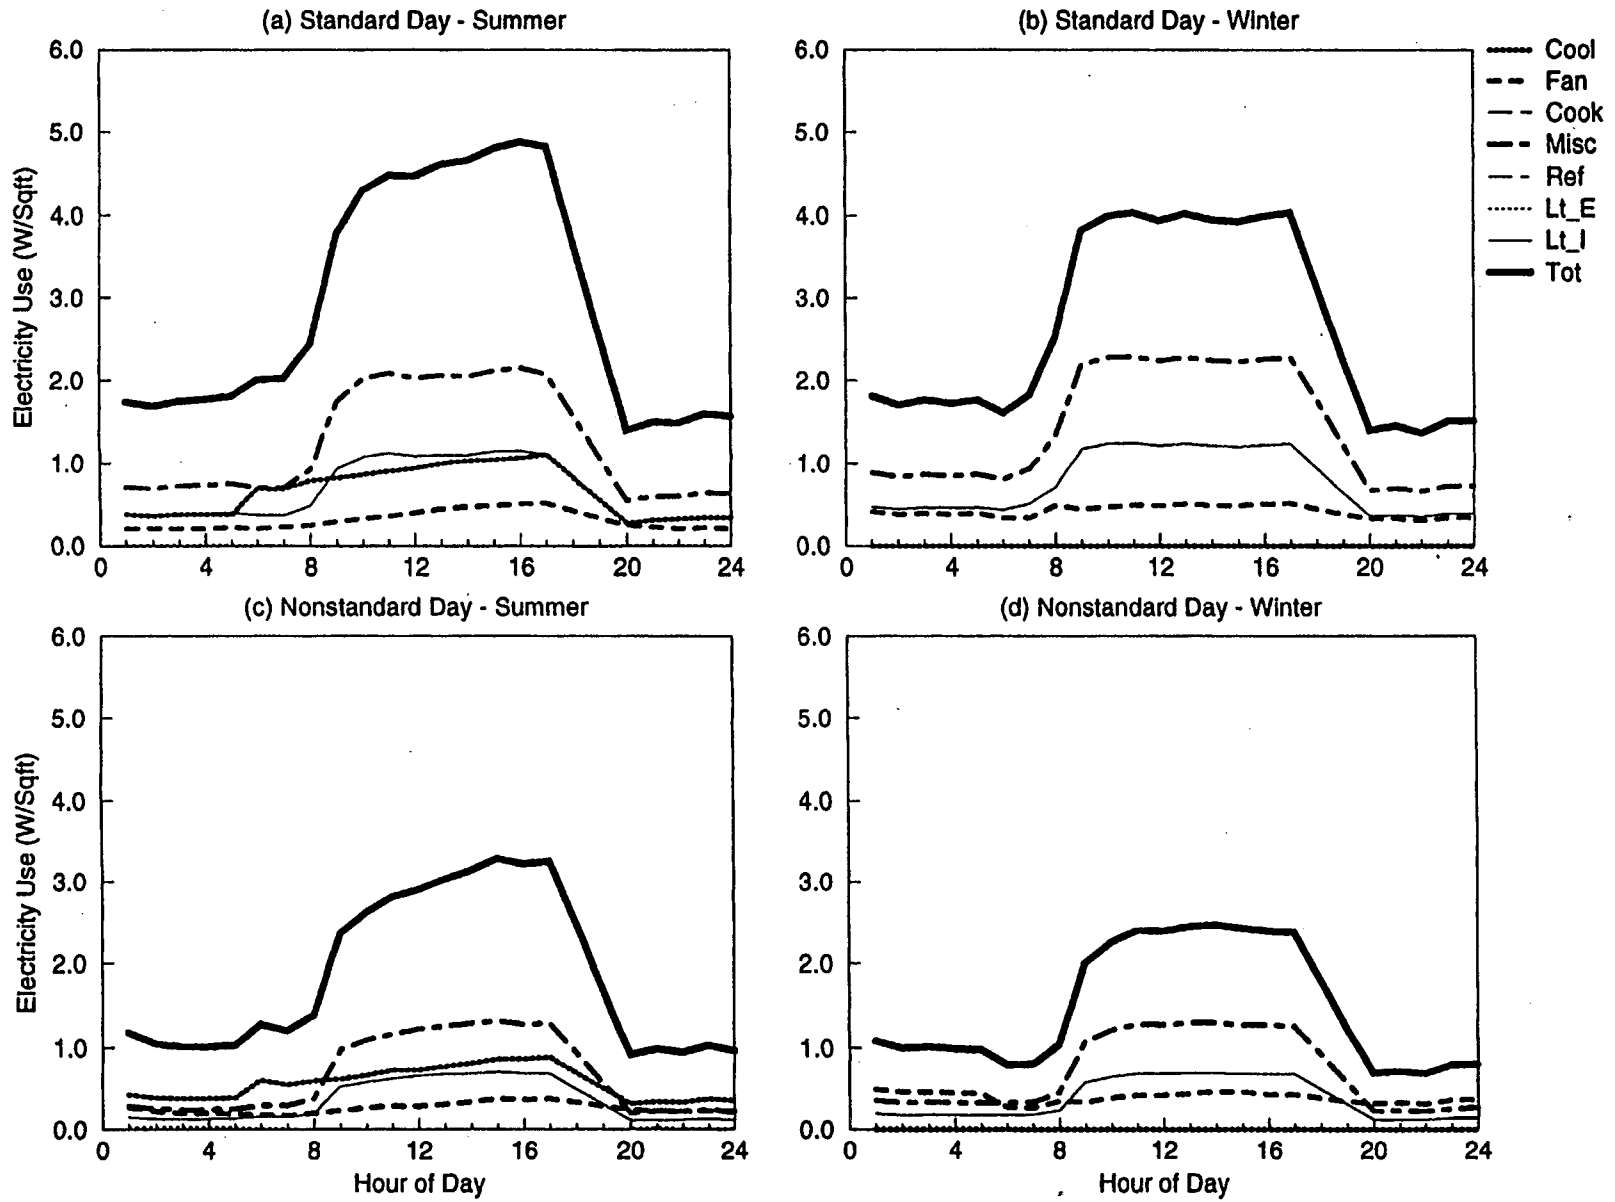 (a) Standard Day - Summer
(b) Standard Day - Winter
Electricity Use (W/Sqft)
6.0
5.0
4.0
3.0
2.0
1.0
0.0
0 4 8 12 16 20 24
6.0
5.0
4.0
3.0
2.0
1.0
0.0
0 4 8 12 16 20 24
Cool
Fan
Cook
Misc
Ref
Lt_E
Lt_I
Tot
(c) Nonstandard Day - Summer
(d) Nonstandard Day - Winter
Electricity Use (W/Sqft)
6.0
5.0
4.0
3.0
2.0
1.0
0.0
0 4 8 12 16 20 24
Hour of Day
6.0
5.0
4.0
3.0
2.0
1.0
0.0
0 4 8 12 16 20 24
Hour of Day